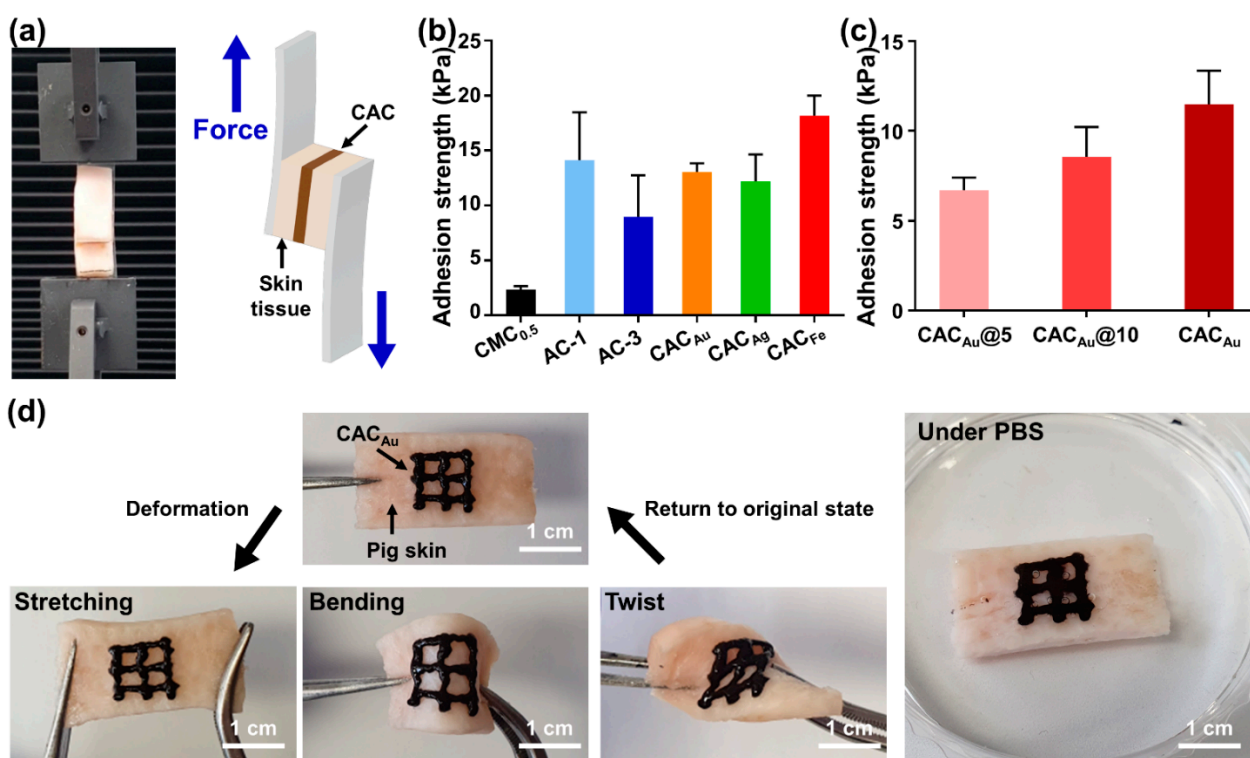 (a)
Force
CAC
Skin
tissue
(b)
Adhesion strength (kPa)
25
20
15
10
5
0
CMC0.5
AC-1
AC-3
CACAu
CACAg
CACFe
(c)
Adhesion strength (kPa)
15
10
5
0
CACAu@5
CACAu@10
CACAu
(d)
CACAu
Pig skin
1 cm
Deformation
Return to original state
Stretching
1 cm
Bending
1 cm
Twist
1 cm
Under PBS
1 cm